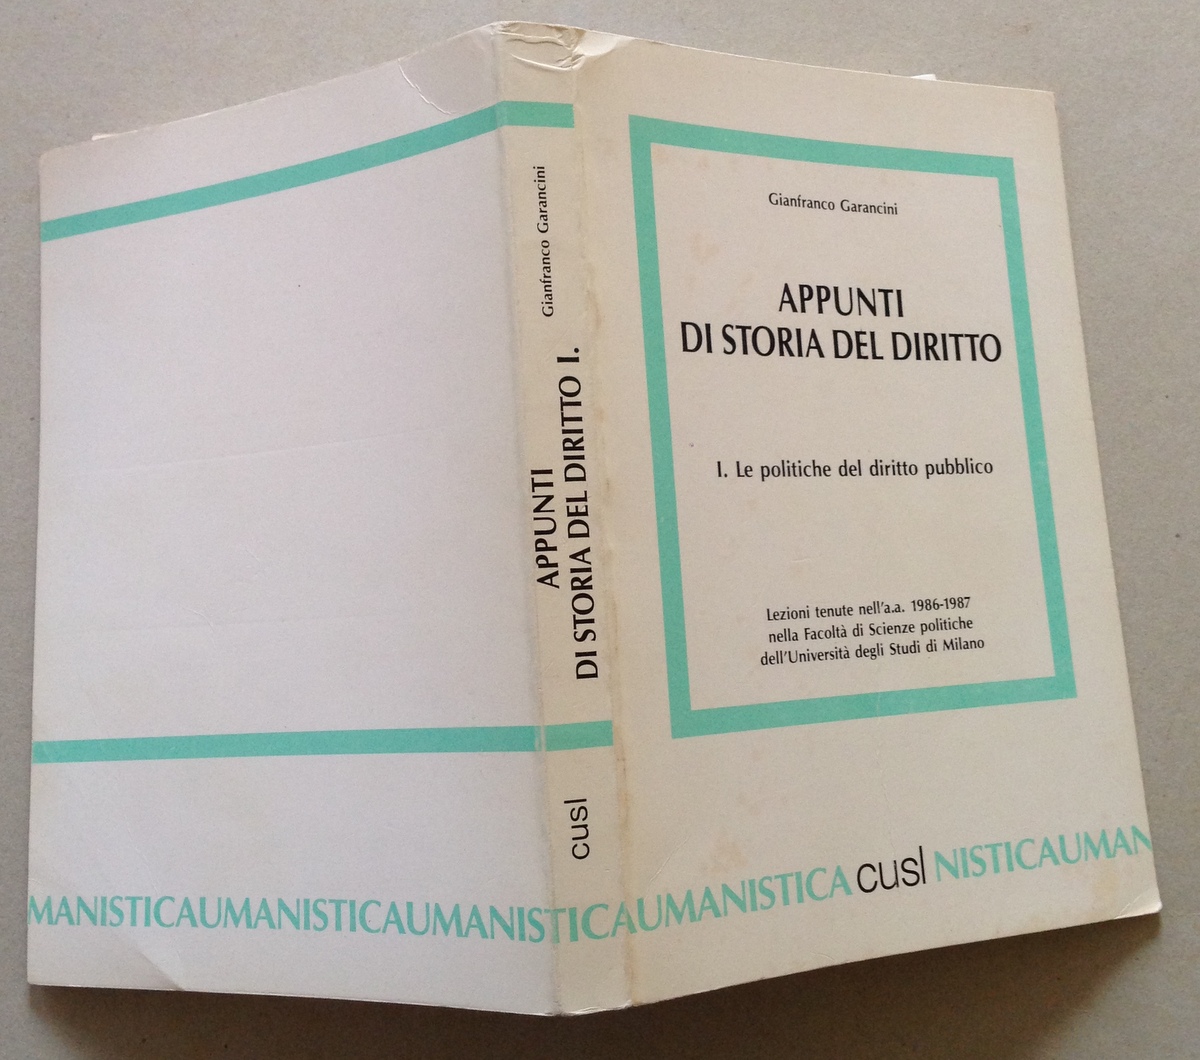 Gianfranco Garancini
APPUNTI
DI STORIA DEL DIRITTO
I. Le politiche del diritto pubblico
Lezioni tenute nell'a.a. 1986-1987
nella Facoltà di Scienze politiche
dell'Università degli Studi di Milano
Gianfranco Garancini
APPUNTI
DI STORIA DEL DIRITTO I.
cusl
MANISTICAUMANISTICAUMANISTICAUMANISTICA cusl NISTICAUMAN